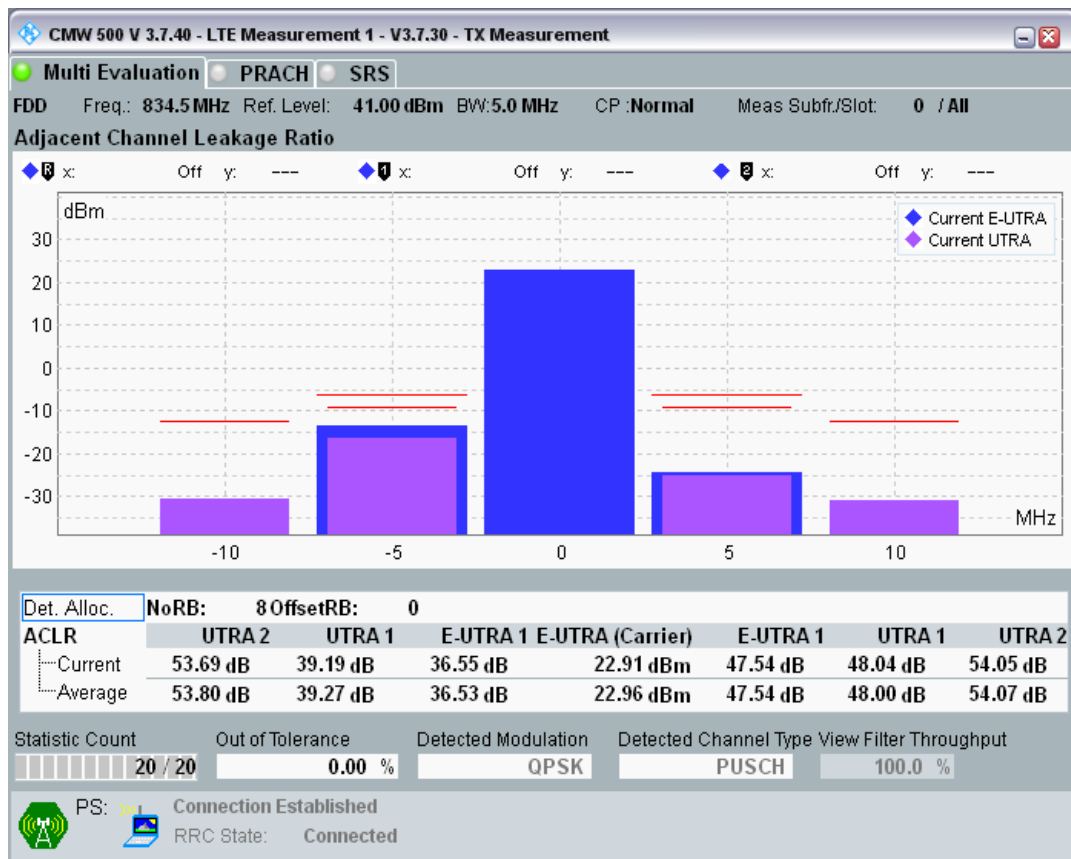 CMW 500 V 3.7.40 - LTE Measurement 1 - V3.7.30 - TX Measurement
Multi Evaluation PRACH SRS
FDD Freq.: 834.5 MHz Ref. Level: 41.00 dBm BW:5.0 MHz CP :Normal Meas Subfr./Slot: 0 / All
Adjacent Channel Leakage Ratio
R x: Off y: --- 1 x: Off y: --- 2 x: Off y: ---
dBm
Current E-UTRA
Current UTRA
30
20
10
0
-10
-20
-30
MHz
-10 -5 0 5 10
Det. Alloc. NoRB: 8 OffsetRB: 0
ACLR UTRA 2 UTRA 1 E-UTRA 1 E-UTRA (Carrier) E-UTRA 1 UTRA 1 UTRA 2
Current 53.69 dB 39.19 dB 36.55 dB 22.91 dBm 47.54 dB 48.04 dB 54.05 dB
Average 53.80 dB 39.27 dB 36.53 dB 22.96 dBm 47.54 dB 48.00 dB 54.07 dB
Statistic Count Out of Tolerance Detected Modulation Detected Channel Type View Filter Throughput
20 / 20 0.00 % QPSK PUSCH 100.0 %
PS: Connection Established
RRC State: Connected